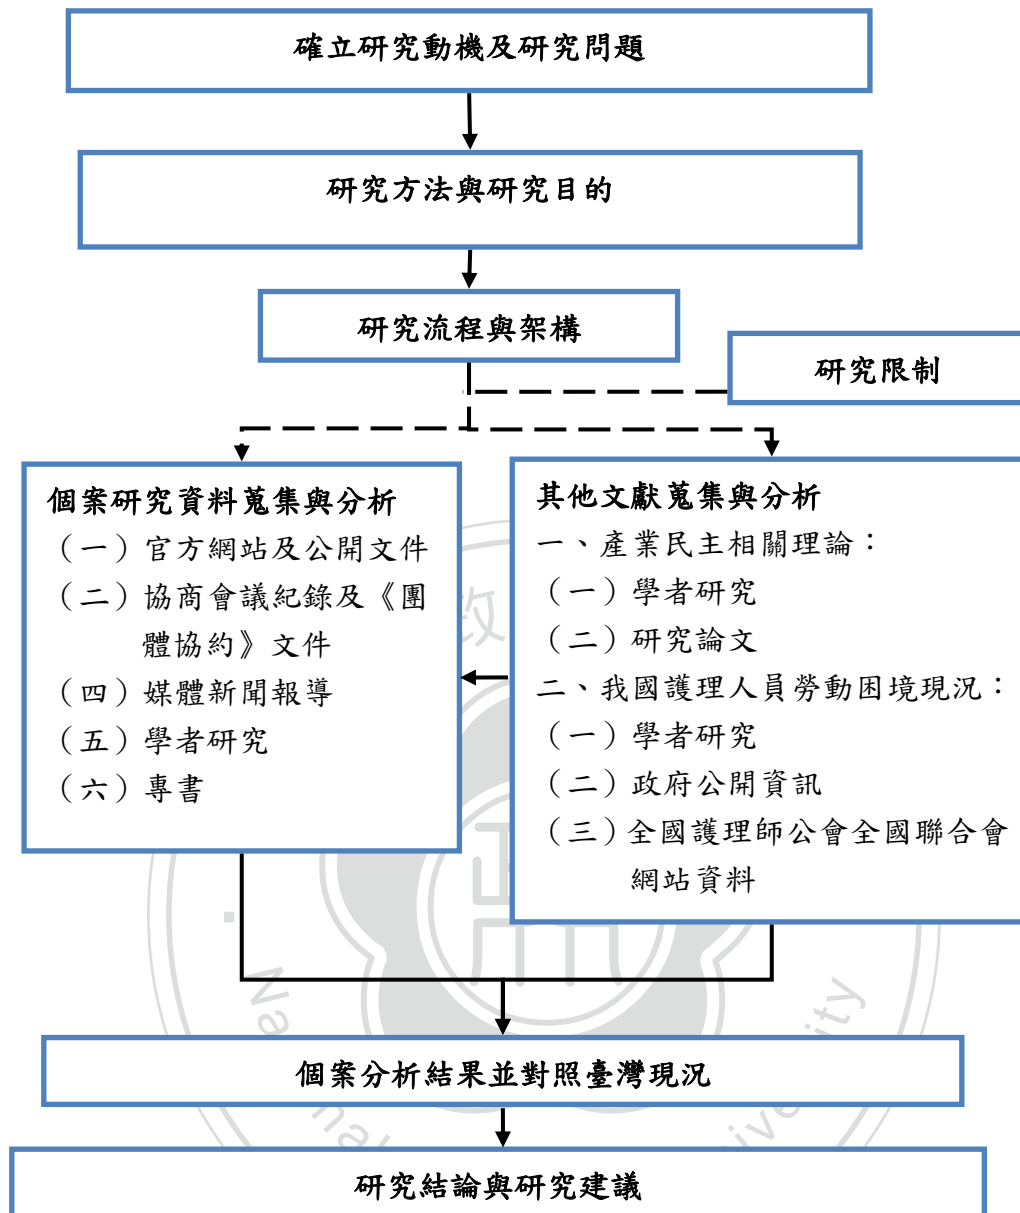 確立研究動機及研究問題
研究方法與研究目的
研究流程與架構
研究限制
個案研究資料蒐集與分析
（一）官方網站及公開文件
（二）協商會議紀錄及《團
體協約》文件
（四）媒體新聞報導
（五）學者研究
（六）專書
其他文獻蒐集與分析
一、產業民主相關理論：
（一）學者研究
（二）研究論文
二、我國護理人員勞動困境現況：
（一）學者研究
（二）政府公開資訊
（三）全國護理師公會全國聯合會
網站資料
個案分析結果並對照臺灣現況
研究結論與研究建議